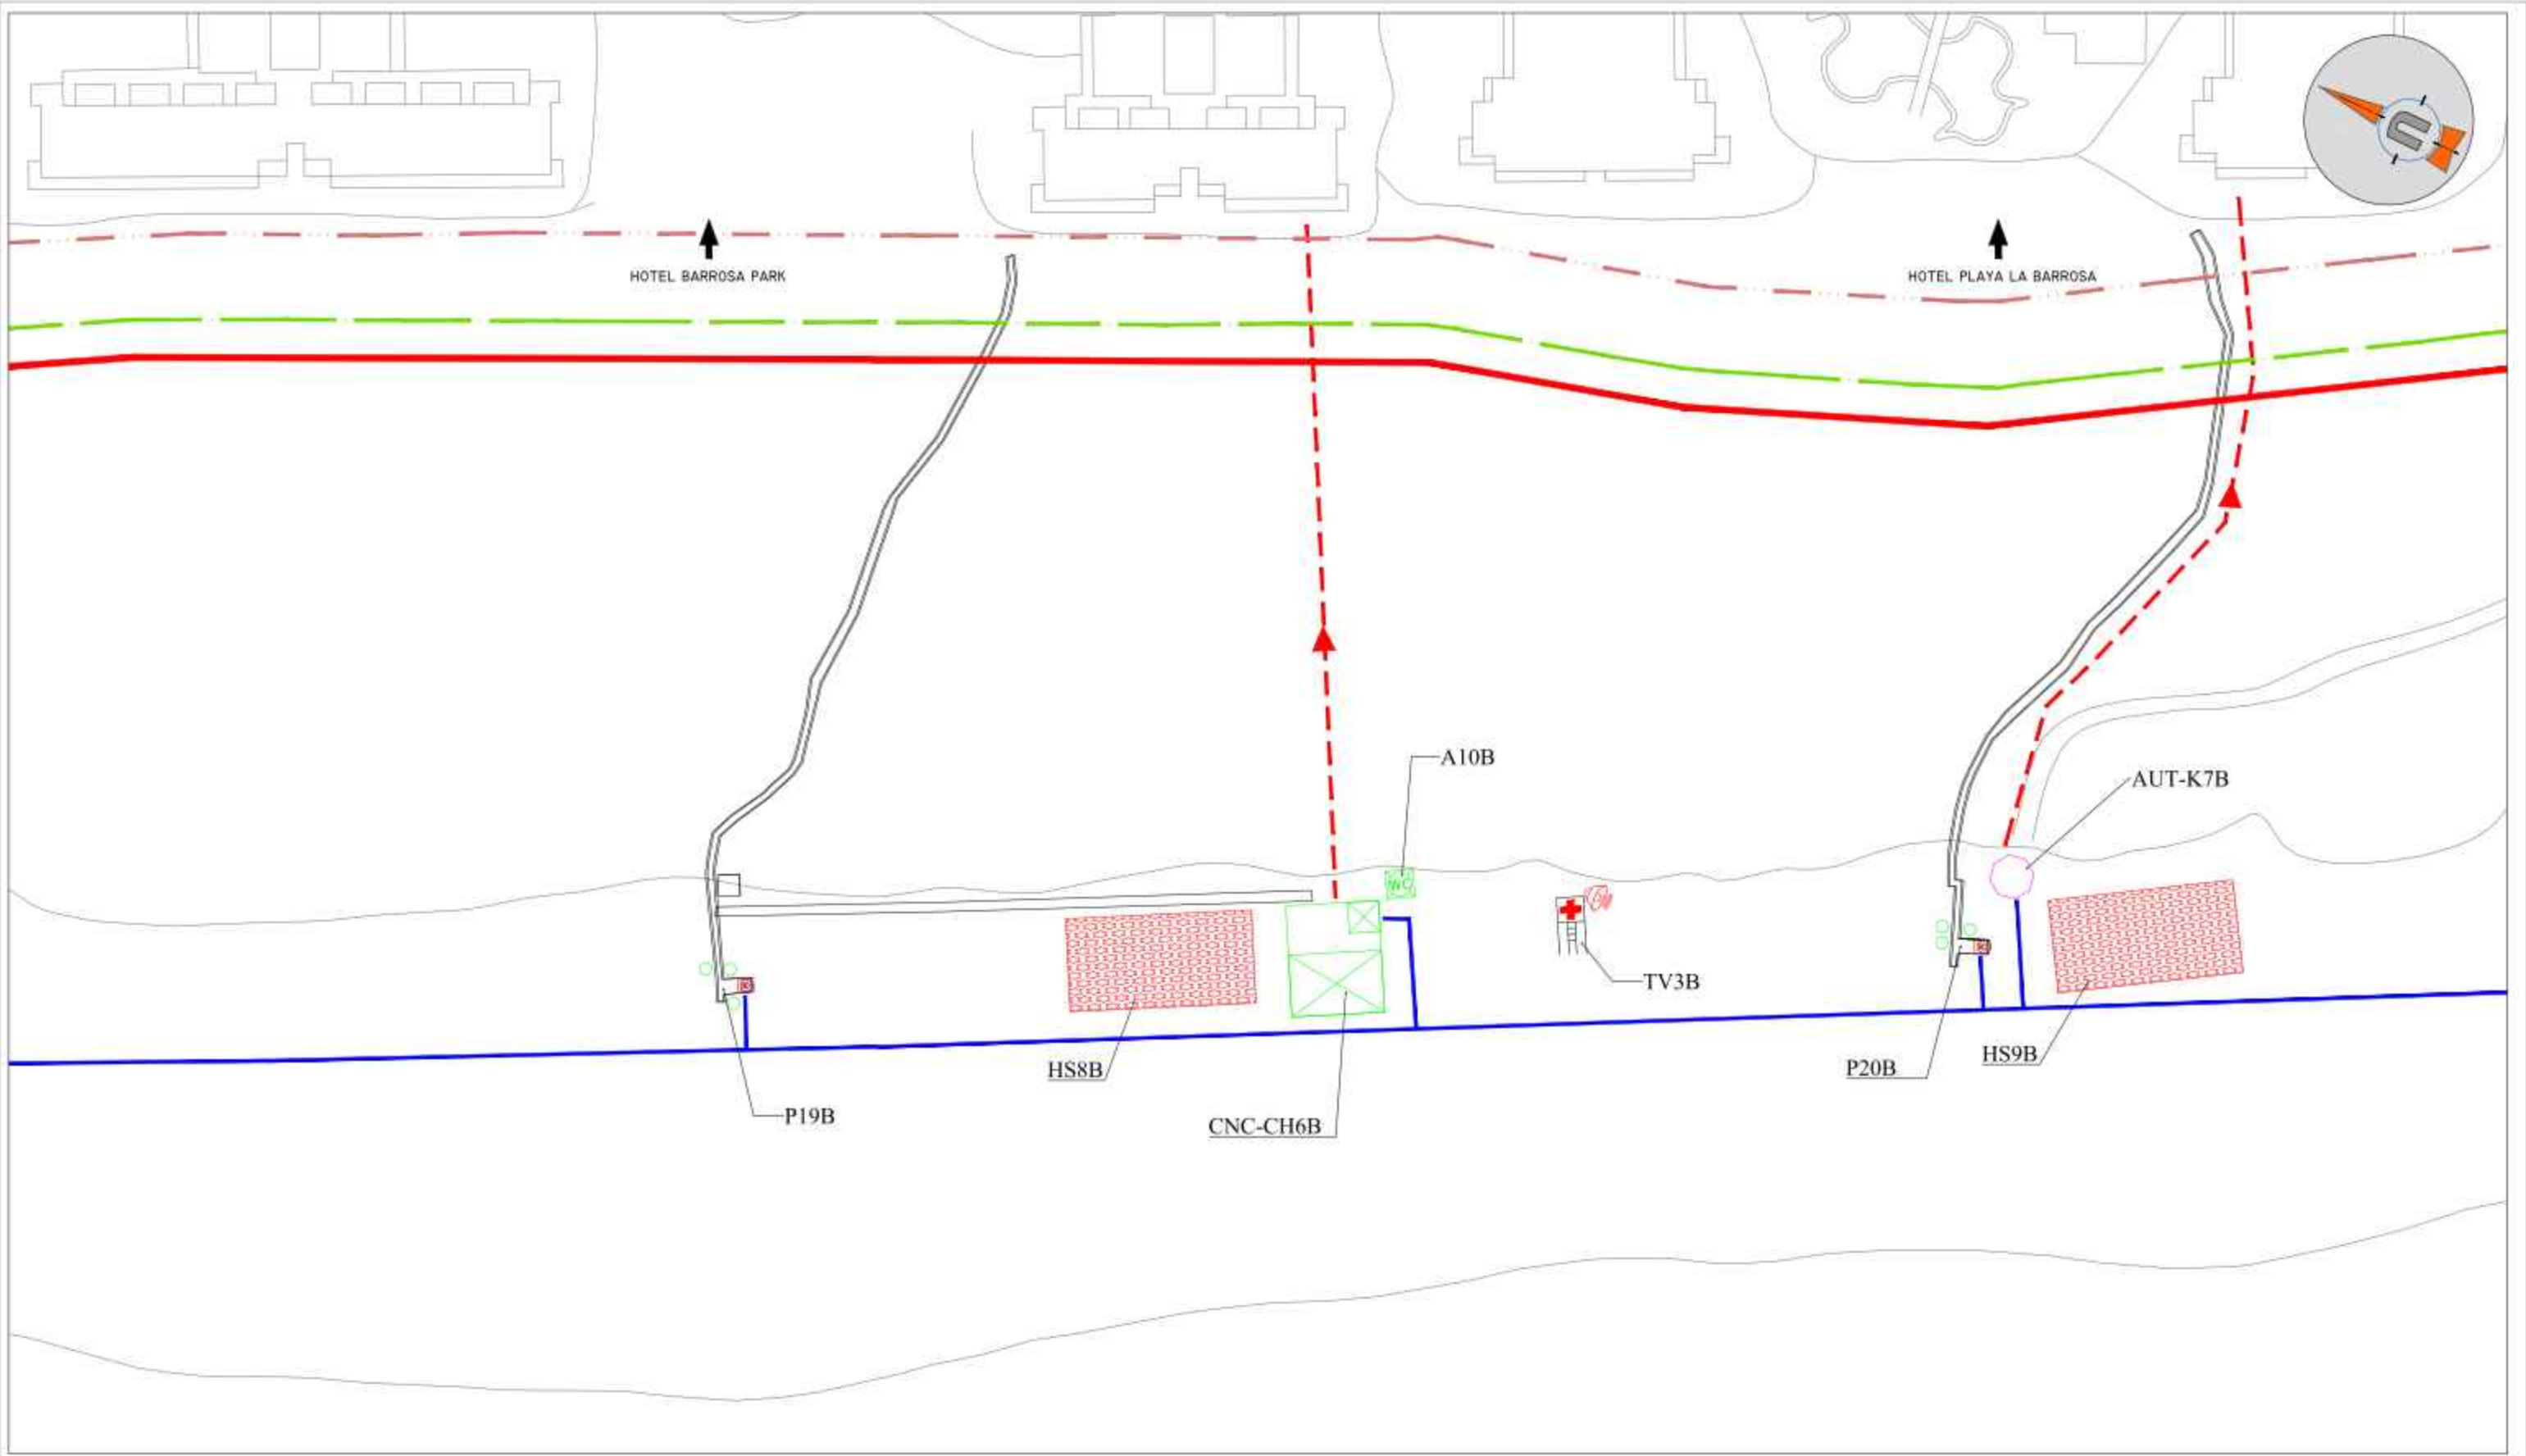 HOTEL BARROSA PARK
HOTEL PLAYA LA BARROSA
A10B
AUT-K7B
WC
TV3B
HS8B
P20B
HS9B
P19B
CNC-CH6B